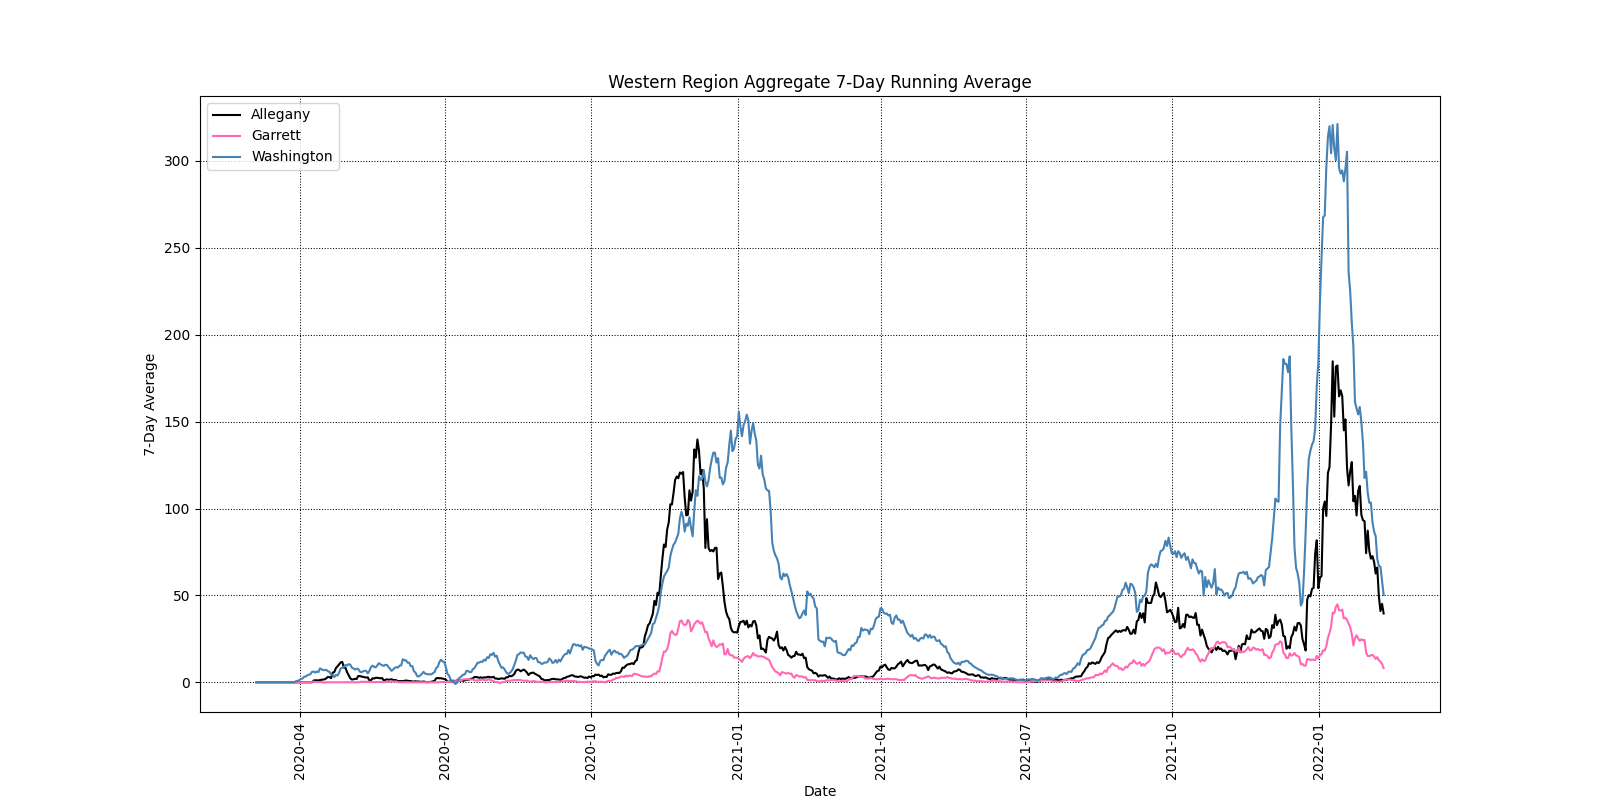 Western Region Aggregate 7-Day Running Average
Allegany
Garrett
Washington
300
250
200
150
100
50
0
7-Day Average
2020-04
2020-07
2020-10
2021-01
2021-04
2021-07
2021-10
2022-01
Date